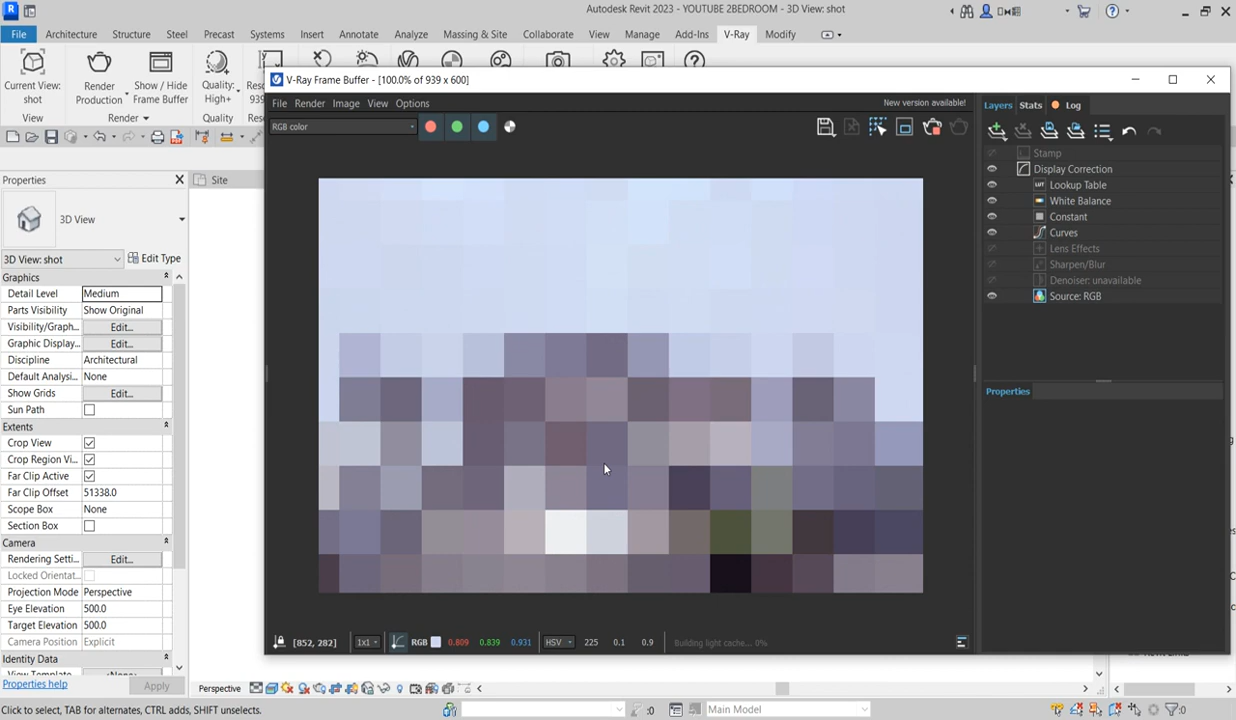 Autodesk Revit 2023 - YOUTUBE 2BEDROOM - 3D View: shot
File Architecture Structure Steel Precast Systems Insert Annotate Analyze Massing & Site Collaborate View Manage Add-Ins V-Ray Modify
Current View:
shot
View
Render
Production
Show / Hide
Frame Buffer
Render
Quality:
High+
Quality
939
V-Ray Frame Buffer - [100.0% of 939 x 600]
File Render Image View Options
New version available!
RGB color
Layers Stats Log
Stamp
Display Correction
LUT Lookup Table
White Balance
Constant
Curves
Lens Effects
Sharpen/Blur
Denoiser: unavailable
Source: RGB
Properties
[852, 282] 1x1 RGB 0.809 0.839 0.931 HSV 225 0.1 0.9 Building light cache... 0%
Properties
Site
3D View
3D View: shot Edit Type
Graphics
Detail Level Medium
Parts Visibility Show Original
Visibility/Graph... Edit...
Graphic Display... Edit...
Discipline Architectural
Default Analysi... None
Show Grids Edit...
Sun Path
Extents
Crop View
Crop Region Vi...
Far Clip Active
Far Clip Offset 51338.0
Scope Box None
Section Box
Camera
Rendering Setti... Edit...
Locked Orientat...
Projection Mode Perspective
Eye Elevation 500.0
Target Elevation 500.0
Camera Position Explicit
Identity Data
Properties help Apply
Perspective
Click to select, TAB for alternates, CTRL adds, SHIFT unselects.
:0
Main Model
:0